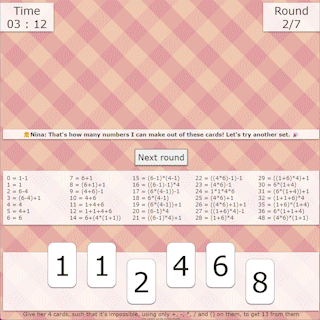 Time
03 : 12
Round
2/7
Nina: That's how many numbers I can make out of these cards! Let's try another set.
Next round
0 = 1-1
1 = 1
2 = 6-4
3 = (6-4)+1
4 = 4
5 = 4+1
6 = 6
7 = 6+1
8 = (6+1)+1
9 = (4+6)-1
10 = 4+6
11 = 1+4+6
12 = 1+1+4+6
14 = 6+(4*(1+1))
15 = (6-1)*(4-1)
16 = ((6-1)-1)*4
17 = (6*(4-1))-1
18 = 6*(4-1)
19 = (6*(4-1))+1
20 = (6-1)*4
21 = ((6-1)*4)+1
22 = ((4*6)-1)-1
23 = (4*6)-1
24 = 1*1*4*6
25 = (4*6)+1
26 = ((4*6)+1)+1
27 = ((1+6)*4)-1
28 = (1+6)*4
29 = ((1+6)*4)+1
30 = 6*(1+4)
31 = (6*(1+4))+1
32 = (1+1+6)*4
35 = (1+6)*(1+4)
36 = 6*(1+1+4)
48 = (1+1)*4*6
1
1
2
4
6
8
Give her 4 cards, such that it's impossible, using only +, -, *, / and () on them, to get 13 from them